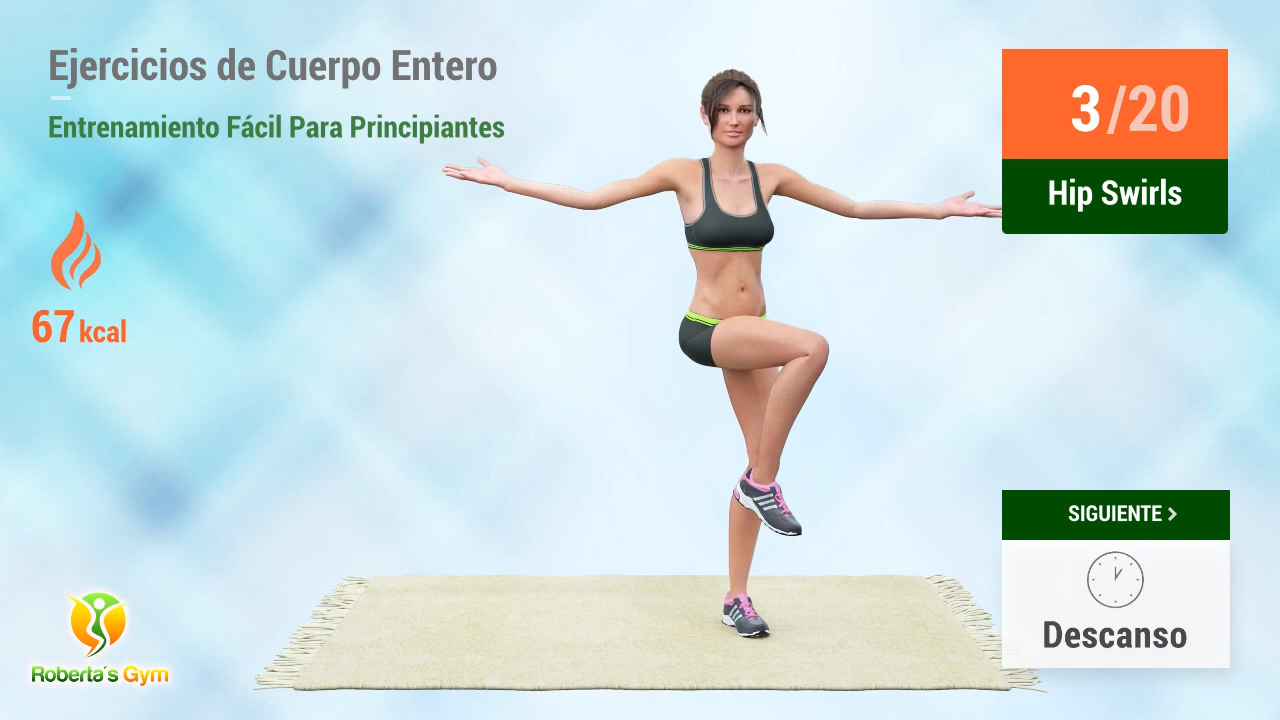 Ejercicios de Cuerpo Entero
Entrenamiento Fácil Para Principiantes
3/20
Hip Swirls
67 kcal
SIGUIENTE >
Descanso
Roberta´s Gym